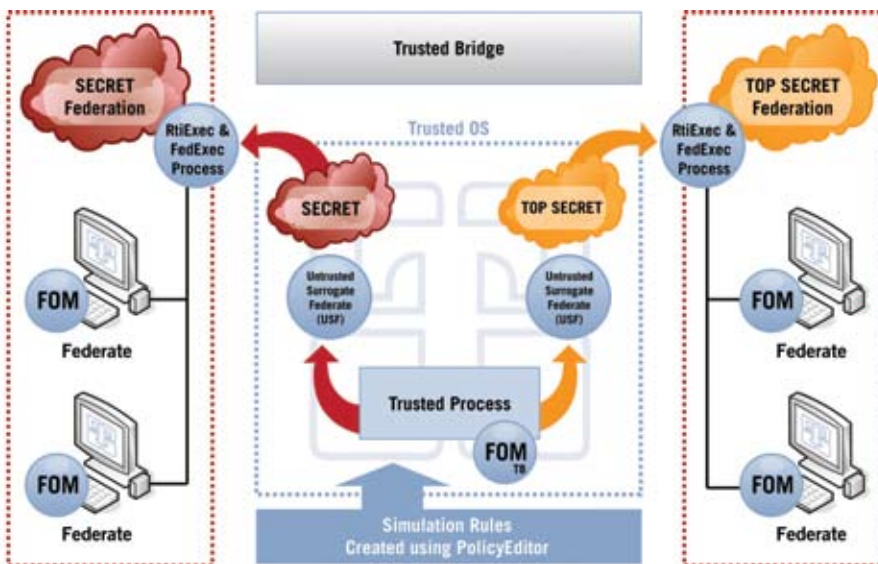 SECRET
Federation
RtiExec &
FedExec
Process
FOM
Federate
FOM
Federate
Trusted Bridge
Trusted OS
SECRET
TOP SECRET
Untrusted
Surrogate
Federate
(USF)
Untrusted
Surrogate
Federate
(USF)
Trusted Process
FOM
TB
Simulation Rules
Created using PolicyEditor
TOP SECRET
Federation
RtiExec &
FedExec
Process
FOM
Federate
FOM
Federate